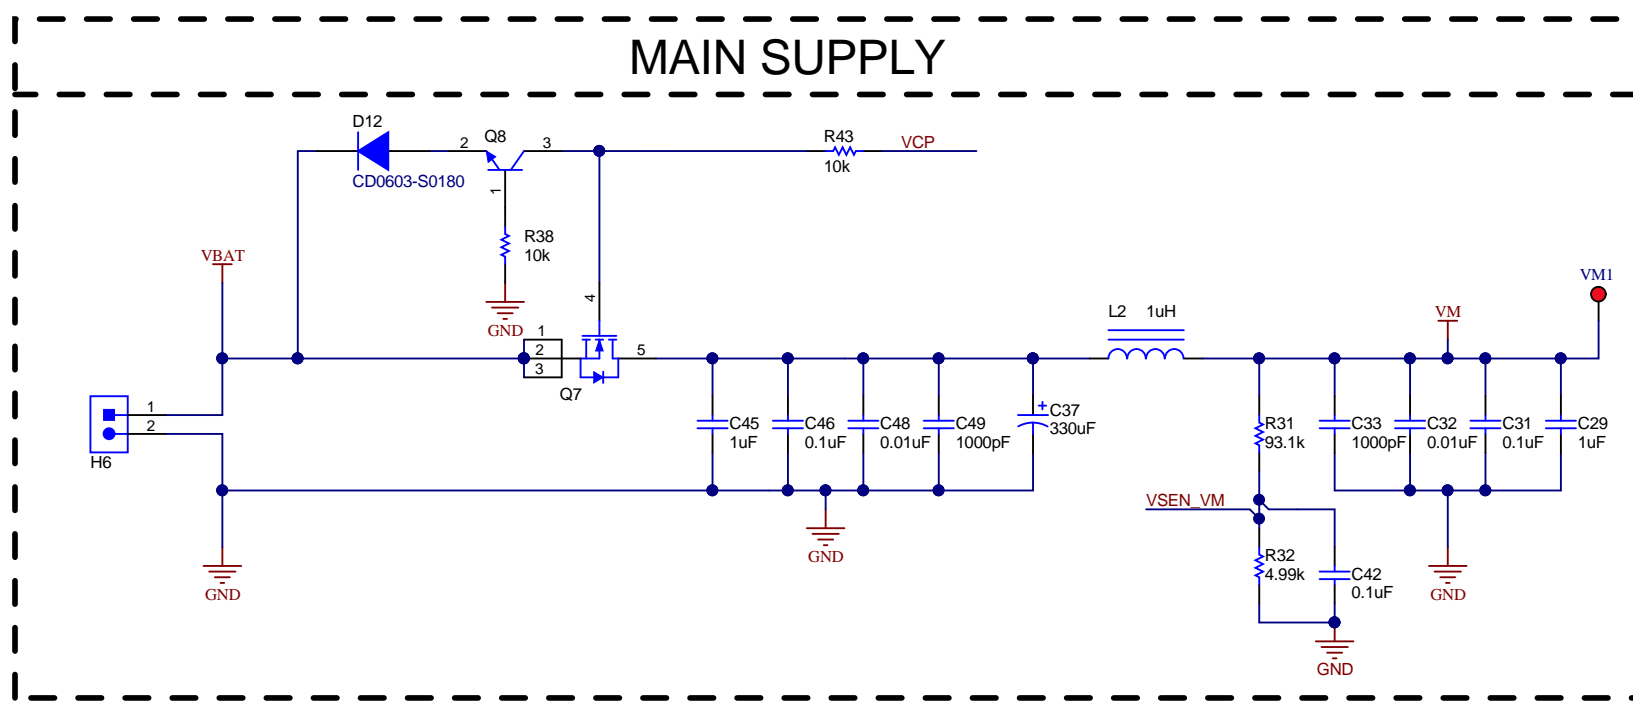 MAIN SUPPLY
D12
CD0603-S0180
2
Q8
3
1
R43
10k
VCP
R38
10k
GND
VBAT
4
1
2
3
5
Q7
L2 1uH
VM
VM1
1
2
H6
C45
1uF
C46
0.1uF
C48
0.01uF
C49
1000pF
+
C37
330uF
R31
93.1k
C33
1000pF
C32
0.01uF
C31
0.1uF
C29
1uF
VSEN_VM
GND
GND
R32
4.99k
C42
0.1uF
GND
GND